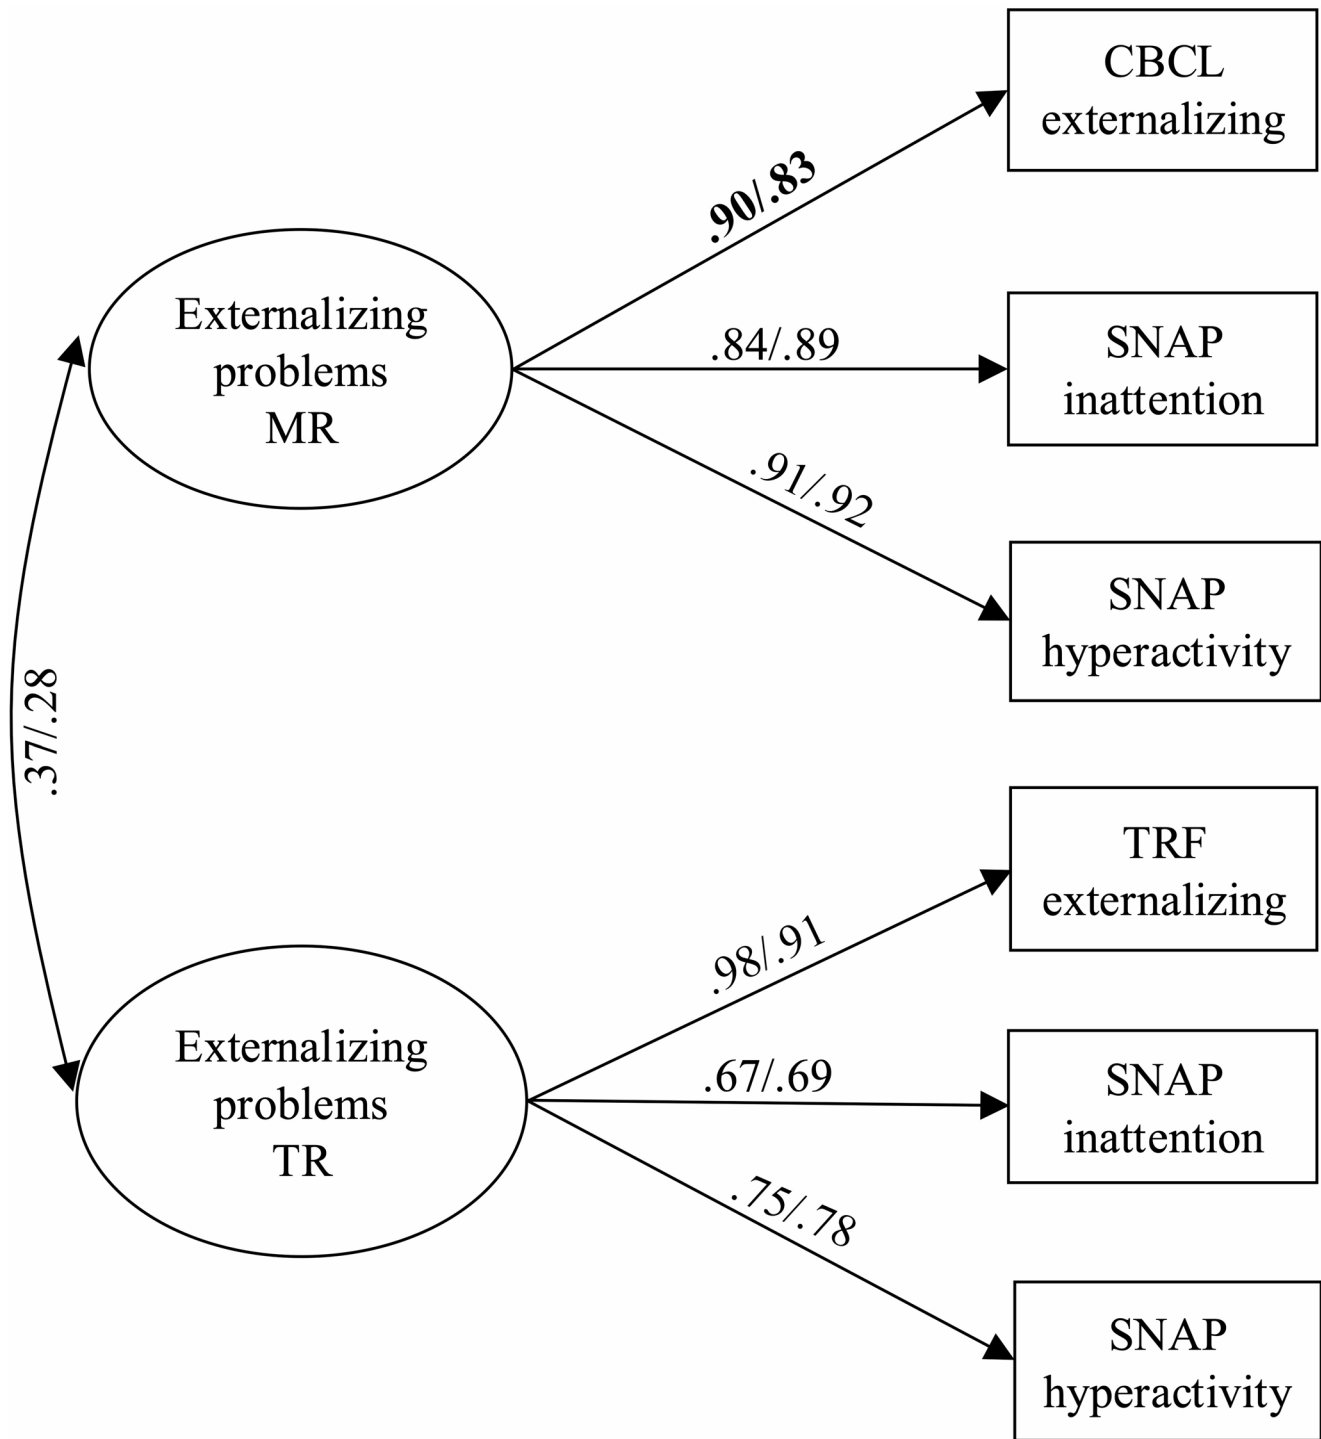 CBCL
externalizing
.90/.83
Externalizing
problems
MR
.84/.89
SNAP
inattention
.91/.92
SNAP
hyperactivity
.37/.28
TRF
externalizing
.98/.91
Externalizing
problems
TR
.67/.69
SNAP
inattention
.75/.78
SNAP
hyperactivity